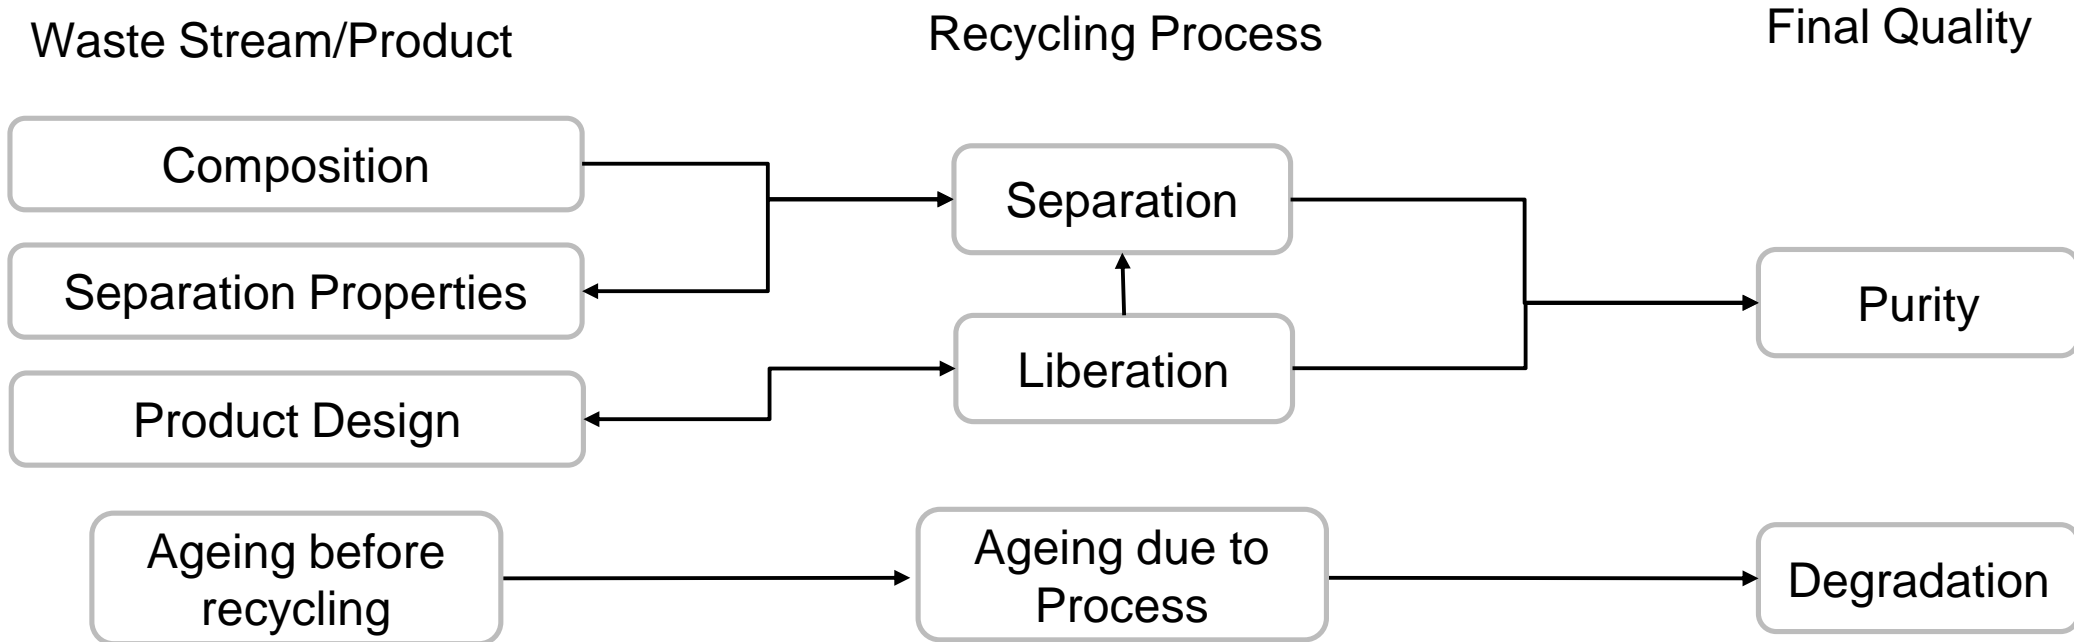 Waste Stream/Product
Recycling Process
Final Quality
Composition
Separation Properties
Product Design
Ageing before
recycling
Separation
Liberation
Ageing due to
Process
Purity
Degradation